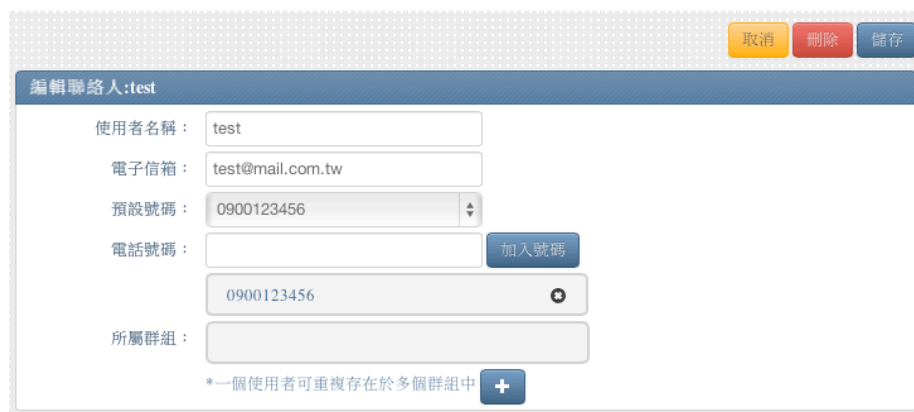 取消 刪除 儲存
編輯聯絡人:test
使用者名稱： test
電子信箱： test@mail.com.tw
預設號碼： 0900123456
電話號碼： 加入號碼
0900123456
所屬群組：
*一個使用者可重複存在於多個群組中